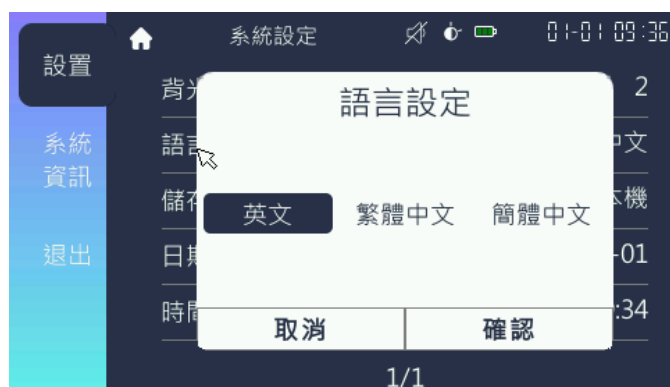 設置
系統設定
01-01 09:36
背光
2
語言設定
系統
資訊
語言
中文
儲存
本機
英文
繁體中文
簡體中文
退出
日期
-01
時間
:34
取消
確認
1/1